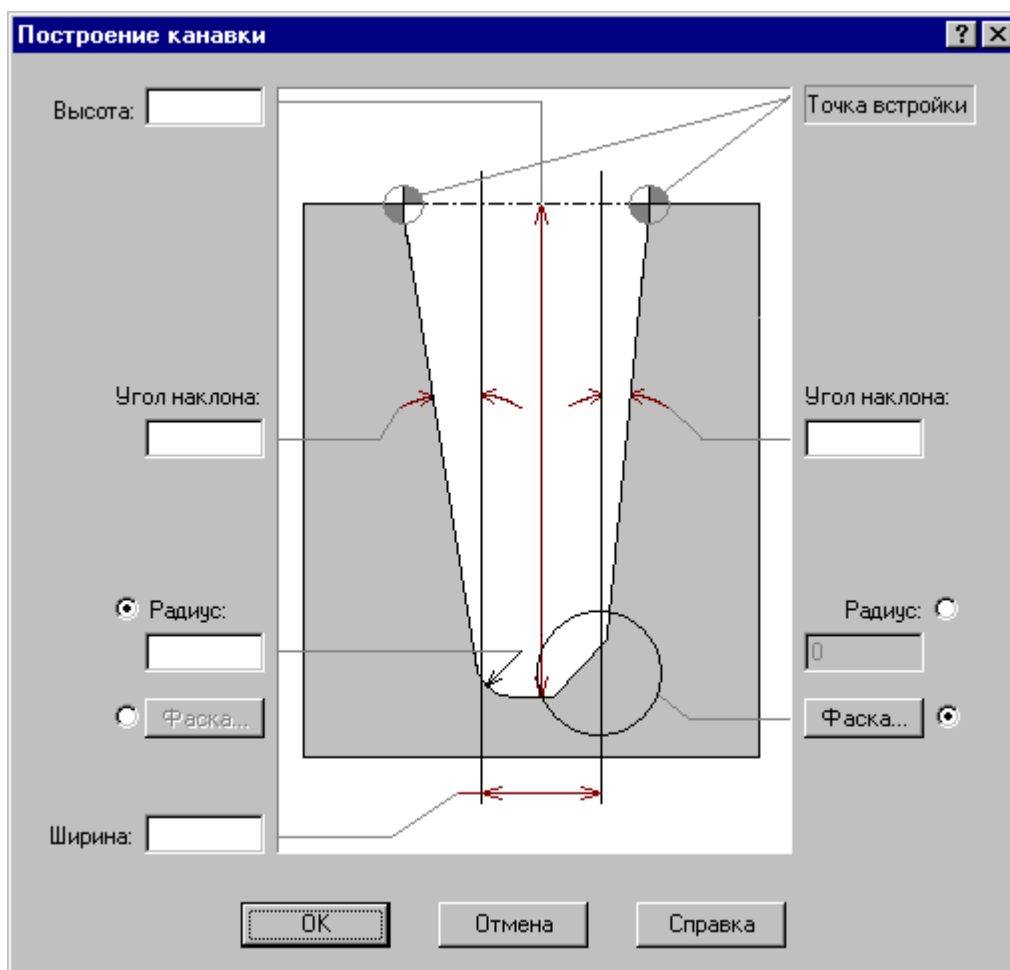 Построение канавки
Высота:
Точка встройки
Угол наклона:
Угол наклона:
Радиус:
Радиус:
0
Фаска...
Фаска...
Ширина:
OK
Отмена
Справка